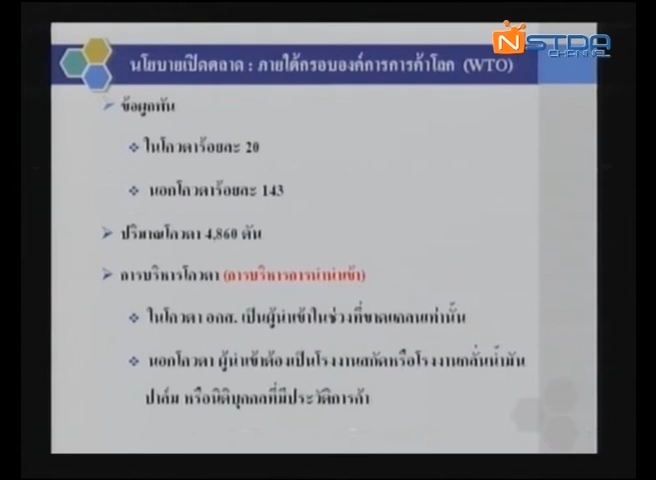 NSTDA
CHANNEL
นโยบายเปิดตลาด : ภายใต้กรอบองค์การการค้าโลก (WTO)
ข้อผูกพัน
ในโควตาร้อยละ 20
นอกโควตาร้อยละ 143
ปริมาณโควตา 4,860 ตัน
การบริหารโควตา (การบริหารการนำเข้า)
ในโควตา อคส. เป็นผู้นำเข้าในช่วงที่ขาดแคลนเท่านั้น
นอกโควตา ผู้นำเข้าต้องเป็นโรงงานสกัดหรือโรงงานกลั่นน้ำมัน
ปาล์ม หรือนิติบุคคลที่มีประวัติการค้า